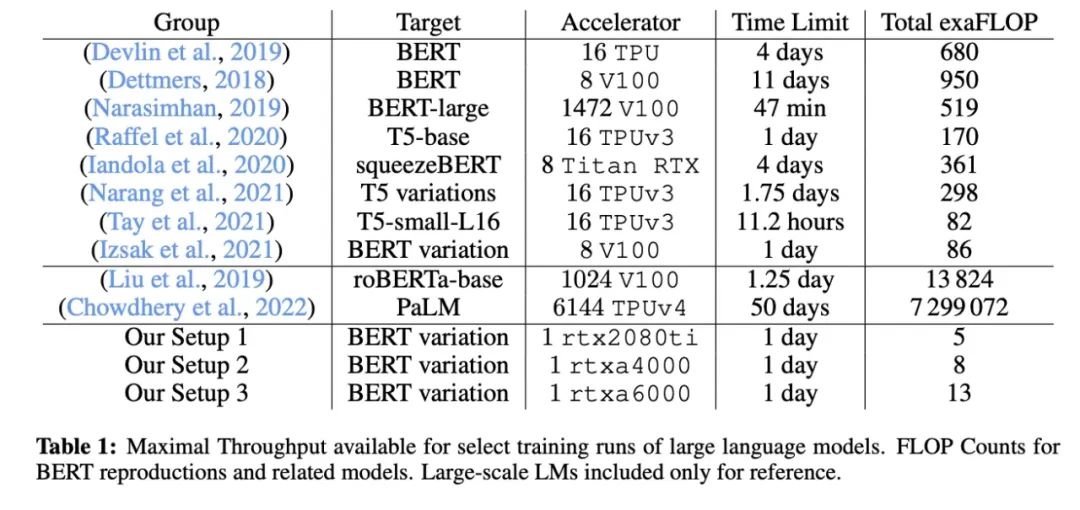 Group Target Accelerator Time Limit Total exaFLOP
(Devlin et al., 2019) BERT 16 TPU 4 days 680
(Dettmers, 2018) BERT 8 V100 11 days 950
(Narasimhan, 2019) BERT-large 1472 V100 47 min 519
(Raffel et al., 2020) T5-base 16 TPUv3 1 day 170
(Iandola et al., 2020) squeezeBERT 8 Titan RTX 4 days 361
(Narang et al., 2021) T5 variations 16 TPUv3 1.75 days 298
(Tay et al., 2021) T5-small-L16 16 TPUv3 11.2 hours 82
(Izsak et al., 2021) BERT variation 8 V100 1 day 86
(Liu et al., 2019) roBERTa-base 1024 V100 1.25 day 13 824
(Chowdhery et al., 2022) PaLM 6144 TPUv4 50 days 7 299 072
Our Setup 1 BERT variation 1 rtx2080ti 1 day 5
Our Setup 2 BERT variation 1 rtxa4000 1 day 8
Our Setup 3 BERT variation 1 rtxa6000 1 day 13
Table 1: Maximal Throughput available for select training runs of large language models. FLOP Counts for
BERT reproductions and related models. Large-scale LMs included only for reference.